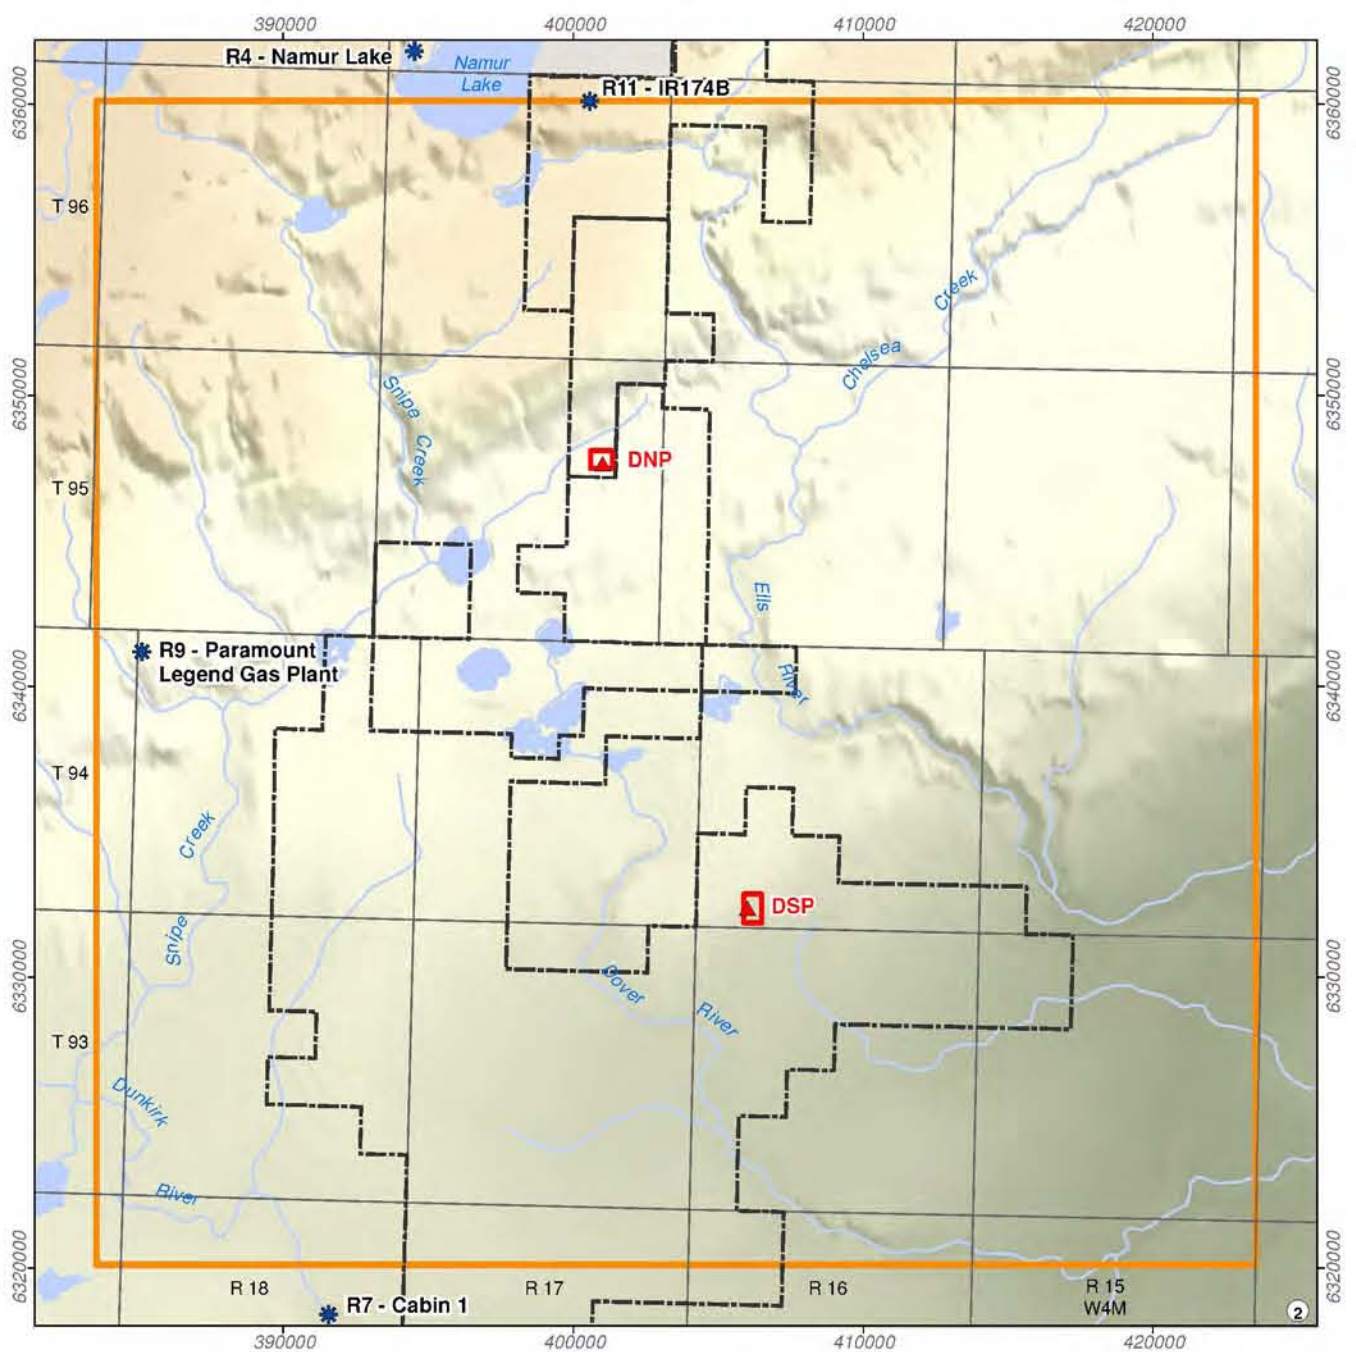 390000
400000
410000
420000
R4 - Namur Lake
Namur
Lake
R11 - IR174B
6360000
6360000
T 96
Creek
Chelsea
6350000
6350000
Snipe
Creek
DNP
T 95
Ells
R9 - Paramount
Legend Gas Plant
River
6340000
6340000
T 94
Creek
Snipe
DSP
6330000
6330000
Dover
River
T 93
Dunkirk
River
6320000
6320000
R 18
R 17
R 16
R 15
W4M
R7 - Cabin 1
2
390000
400000
410000
420000